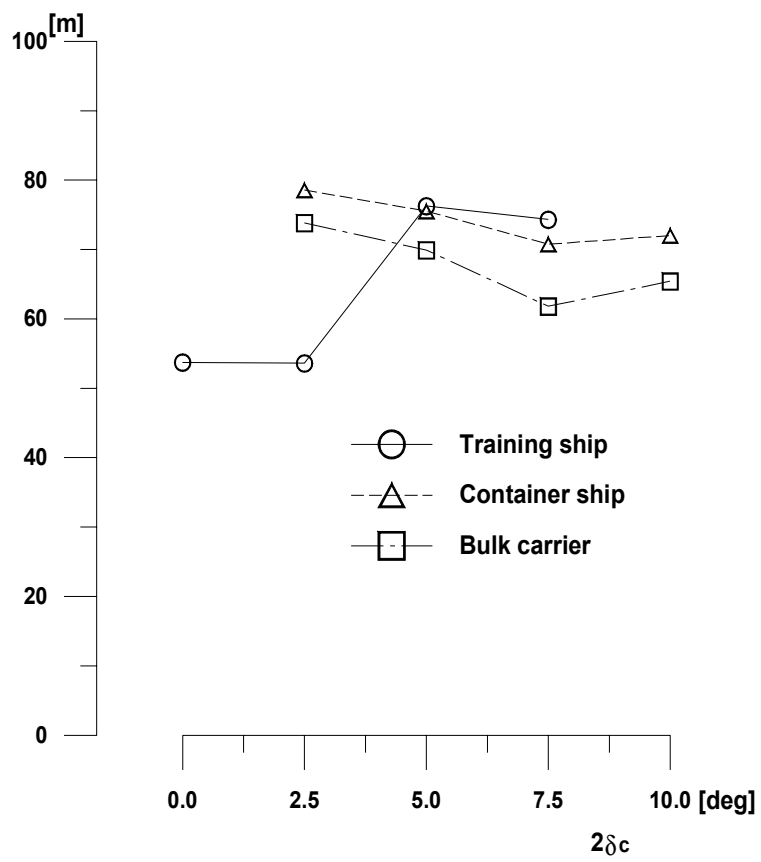 [m]
100
80
60
40
20
0
Training ship
Container ship
Bulk carrier
0.0 2.5 5.0 7.5 10.0 [deg]
2δc